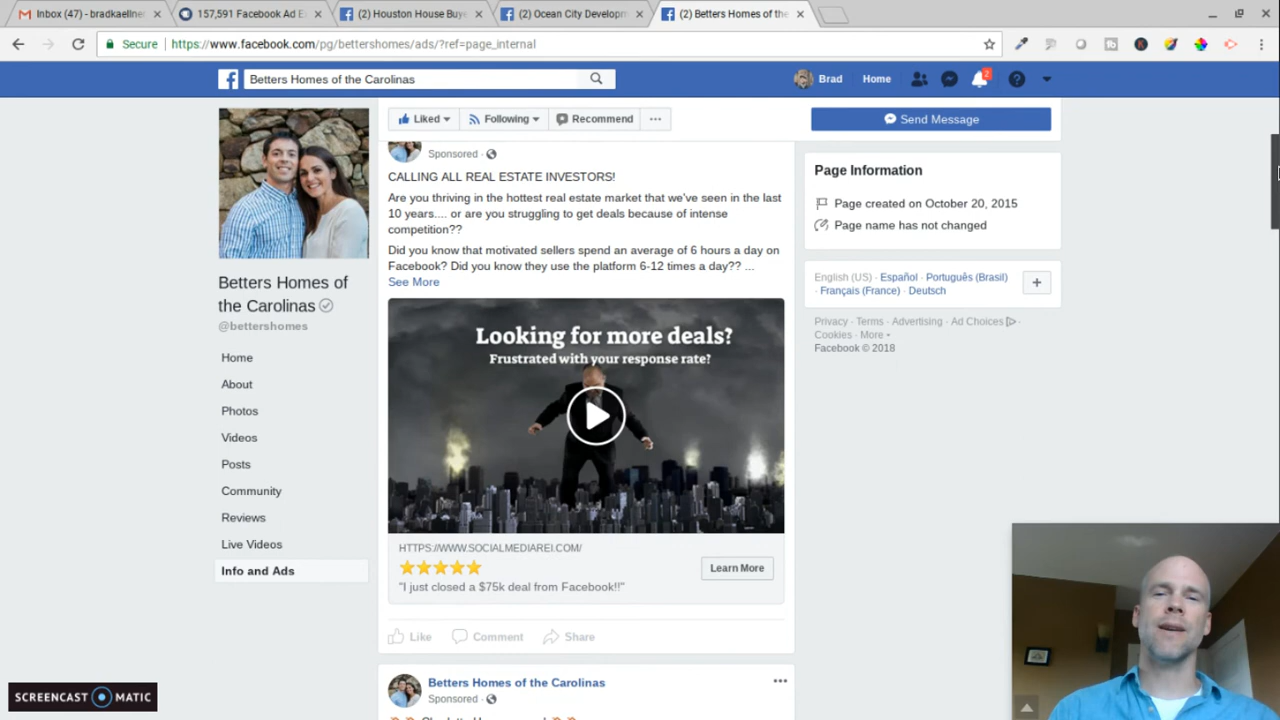 Inbox (47) - bradkaellner
157,591 Facebook Ad E
(2) Houston House Buye
(2) Ocean City Developm
(2) Betters Homes of the
Secure
https://www.facebook.com/pg/bettershomes/ads/?ref=page_internal
Betters Homes of the Carolinas
Brad
Home
2
Liked
Following
Recommend
Send Message
Sponsored ·
CALLING ALL REAL ESTATE INVESTORS!
Are you thriving in the hottest real estate market that we've seen in the last
10 years.... or are you struggling to get deals because of intense
competition??
Did you know that motivated sellers spend an average of 6 hours a day on
Facebook? Did you know they use the platform 6-12 times a day?? ...
See More
Looking for more deals?
Frustrated with your response rate?
HTTPS://WWW.SOCIALMEDIAREI.COM/
Learn More
"I just closed a $75k deal from Facebook!!"
Like
Comment
Share
Betters Homes of the Carolinas
Sponsored ·
Betters Homes of
the Carolinas
@bettershomes
Home
About
Photos
Videos
Posts
Community
Reviews
Live Videos
Info and Ads
Page Information
Page created on October 20, 2015
Page name has not changed
English (US) · Español · Português (Brasil)
· Français (France) · Deutsch
Privacy · Terms · Advertising · Ad Choices ·
Cookies · More
Facebook © 2018
SCREENCAST MATIC